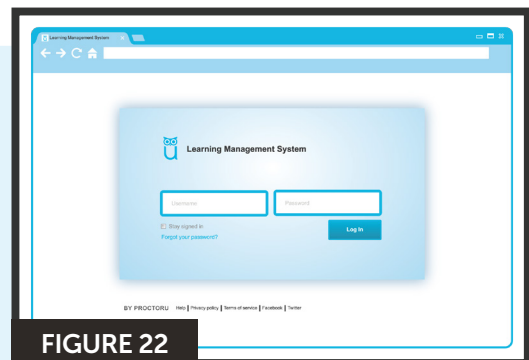 Learning Management System
Learning Management System
Username
Password
Stay signed in
Log In
Forgot your password?
BY PROCTORU Help | Privacy policy | Terms of service | Facebook | Twitter
FIGURE 22